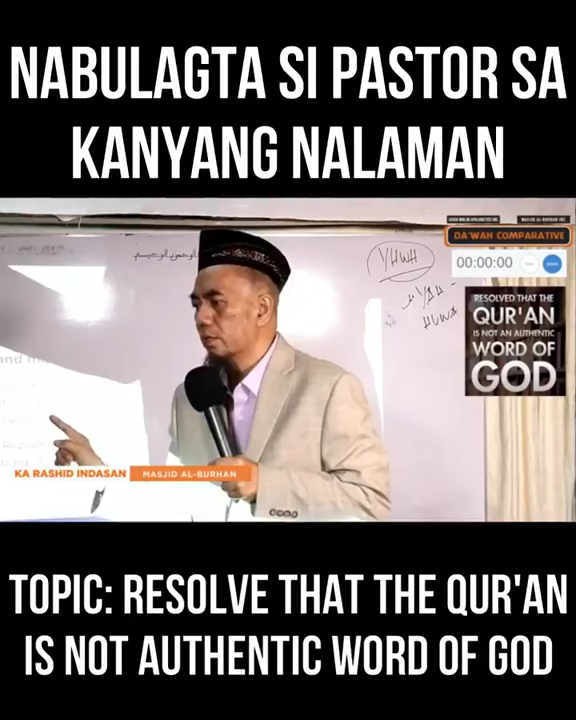 NABULAGTA SI PASTOR SA
KANYANG NALAMAN
DA'WAH COMPARATIVE
YHWH
00:00:00
YAH -
HUWA
RESOLVED THAT THE
QUR'AN
IS NOT AN AUTHENTIC
WORD OF
GOD
KA RASHID INDASAN
MASJID AL-BURHAN
TOPIC: RESOLVE THAT THE QUR'AN
IS NOT AUTHENTIC WORD OF GOD